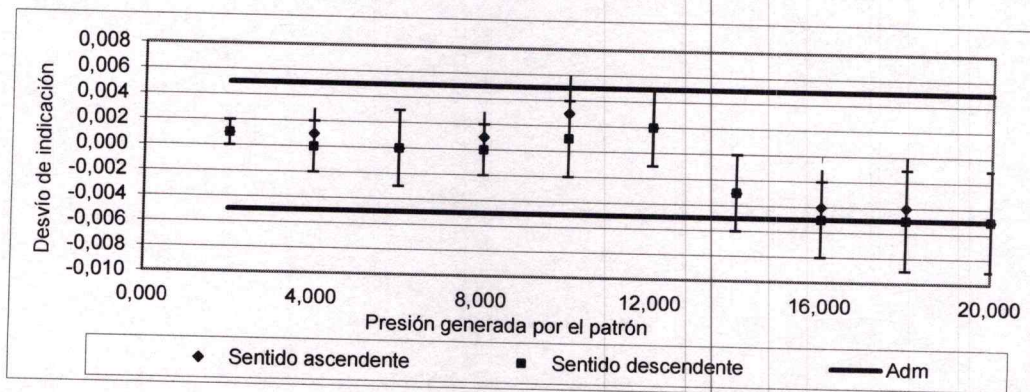 0,008
0,006
0,004
0,002
0,000
-0,002
-0,004
-0,006
-0,008
-0,010
Desvío de indicación
0,000 4,000 8,000 12,000 16,000 20,000
Presión generada por el patrón
Sentido ascendente Sentido descendente Adm